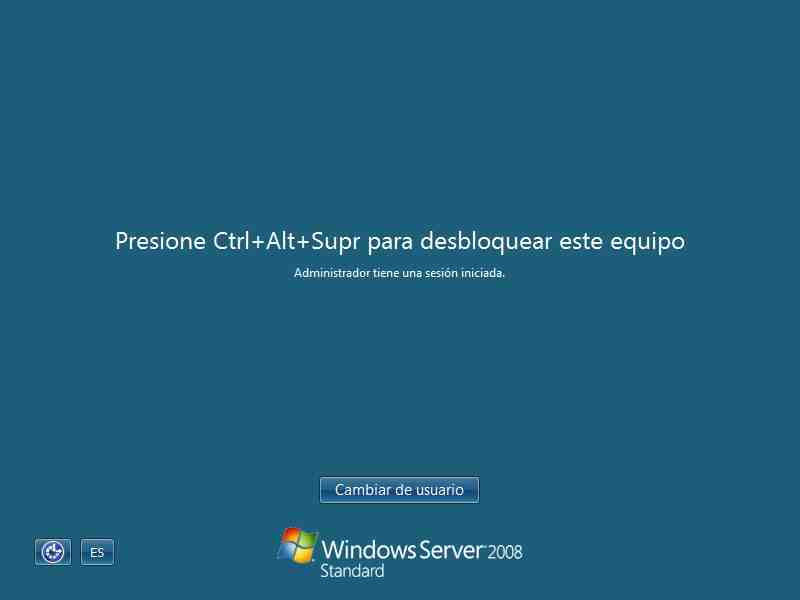 Presione Ctrl+Alt+Supr para desbloquear este equipo
Administrador tiene una sesión iniciada.
Cambiar de usuario
ES
Windows Server 2008
Standard